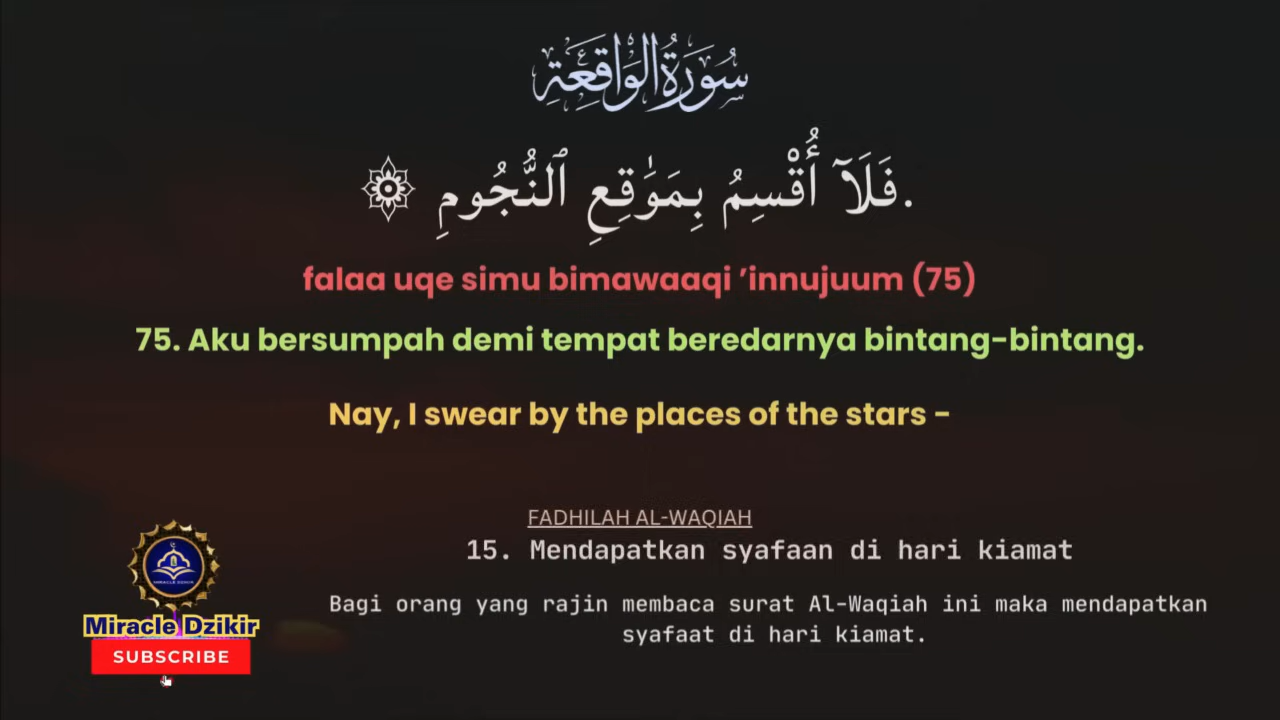 سُورَةُ الوَاقِعَةِ
فَلَآ أُقْسِمُ بِمَوَٰقِعِ ٱلنُّجُومِ.
falaa uqe simu bimawaaqi ’innujuum (75)
75. Aku bersumpah demi tempat beredarnya bintang-bintang.
Nay, I swear by the places of the stars -
FADHILAH AL-WAQIAH
15. Mendapatkan syafaan di hari kiamat
Bagi orang yang rajin membaca surat Al-Waqiah ini maka mendapatkan
syafaat di hari kiamat.
MIRACLE DZIKIR
Miracle Dzikir
SUBSCRIBE